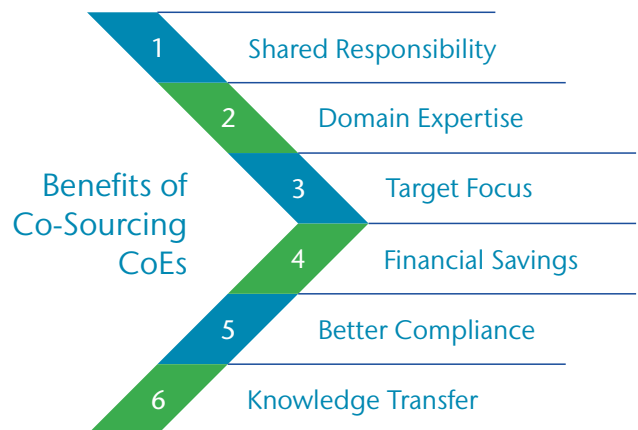 Benefits of
Co-Sourcing
CoEs
1 Shared Responsibility
2 Domain Expertise
3 Target Focus
4 Financial Savings
5 Better Compliance
6 Knowledge Transfer